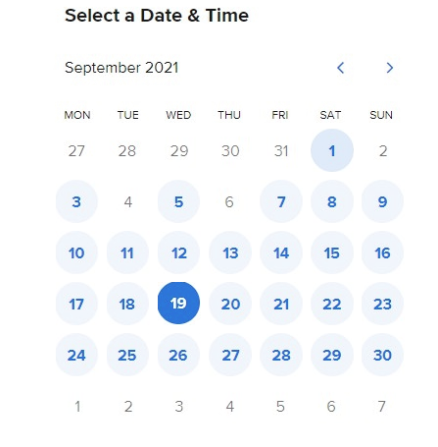 Select a Date & Time
September 2021
MON TUE WED THU FRI SAT SUN
27 28 29 30 31 1 2
3 4 5 6 7 8 9
10 11 12 13 14 15 16
17 18 19 20 21 22 23
24 25 26 27 28 29 30
1 2 3 4 5 6 7